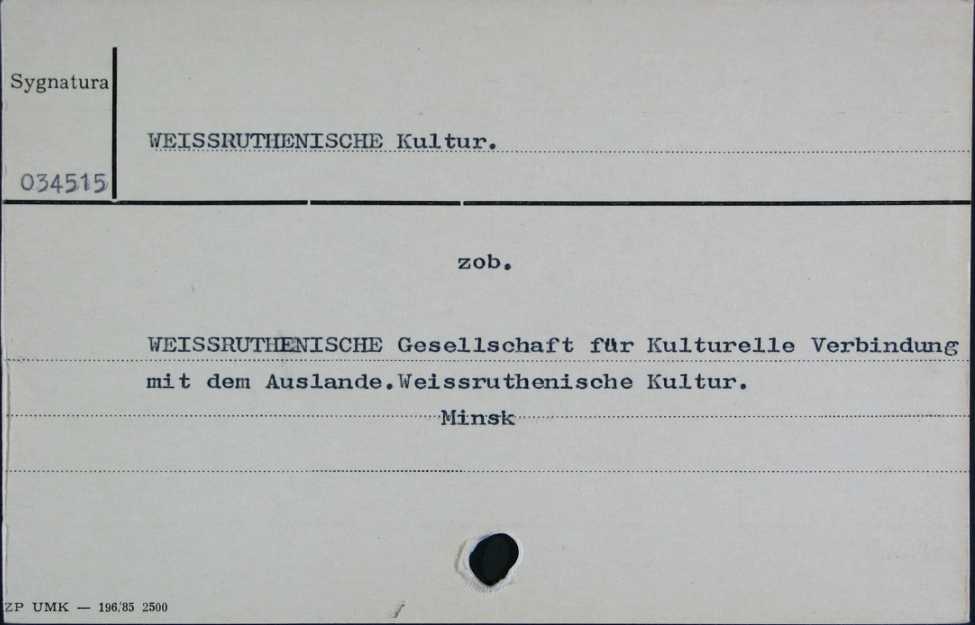 Sygnatura
WEISSRUTHENISCHE Kultur.
034515
zob.
WEISSRUTHENISCHE Gesellschaft für Kulturelle Verbindung
mit dem Auslande.Weissruthenische Kultur.
Minsk
ZP UMK — 196/85 2500